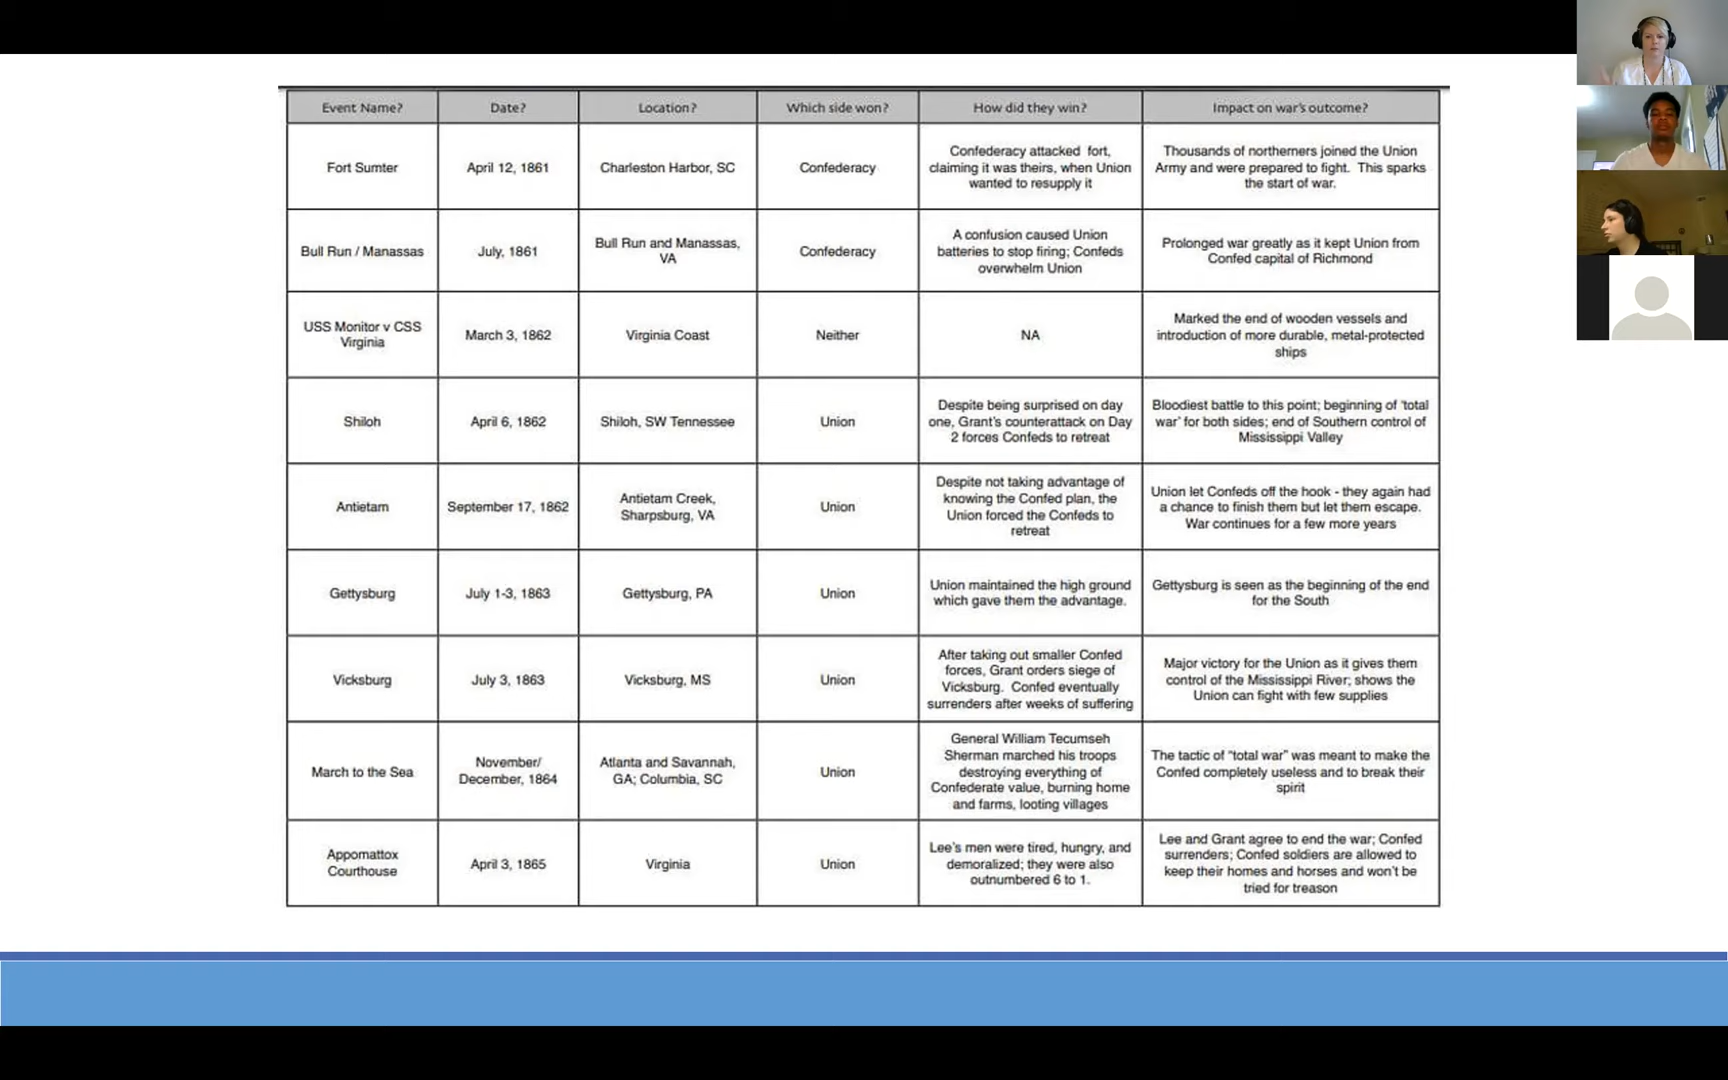 Event Name? Date? Location? Which side won? How did they win? Impact on war's outcome?
Fort Sumter
April 12, 1861
Charleston Harbor, SC
Confederacy
Confederacy attacked fort,
claiming it was theirs, when Union
wanted to resupply it
Thousands of northerners joined the Union
Army and were prepared to fight. This sparks
the start of war.
Bull Run / Manassas
July, 1861
Bull Run and Manassas,
VA
Confederacy
A confusion caused Union
batteries to stop firing; Confeds
overwhelm Union
Prolonged war greatly as it kept Union from
Confed capital of Richmond
USS Monitor v CSS
Virginia
March 3, 1862
Virginia Coast
Neither
NA
Marked the end of wooden vessels and
introduction of more durable, metal-protected
ships
Shiloh
April 6, 1862
Shiloh, SW Tennessee
Union
Despite being surprised on day
one, Grant's counterattack on Day
2 forces Confeds to retreat
Bloodiest battle to this point; beginning of 'total
war' for both sides; end of Southern control of
Mississippi Valley
Antietam
September 17, 1862
Antietam Creek,
Sharpsburg, VA
Union
Despite not taking advantage of
knowing the Confed plan, the
Union forced the Confeds to
retreat
Union let Confeds off the hook - they again had
a chance to finish them but let them escape.
War continues for a few more years
Gettysburg
July 1-3, 1863
Gettysburg, PA
Union
Union maintained the high ground
which gave them the advantage.
Gettysburg is seen as the beginning of the end
for the South
Vicksburg
July 3, 1863
Vicksburg, MS
Union
After taking out smaller Confed
forces, Grant orders siege of
Vicksburg. Confed eventually
surrenders after weeks of suffering
Major victory for the Union as it gives them
control of the Mississippi River; shows the
Union can fight with few supplies
March to the Sea
November/
December, 1864
Atlanta and Savannah,
GA; Columbia, SC
Union
General William Tecumseh
Sherman marched his troops
destroying everything of
Confederate value, burning home
and farms, looting villages
The tactic of "total war" was meant to make the
Confed completely useless and to break their
spirit
Appomattox
Courthouse
April 3, 1865
Virginia
Union
Lee's men were tired, hungry, and
demoralized; they were also
outnumbered 6 to 1.
Lee and Grant agree to end the war; Confed
surrenders; Confed soldiers are allowed to
keep their homes and horses and won't be
tried for treason